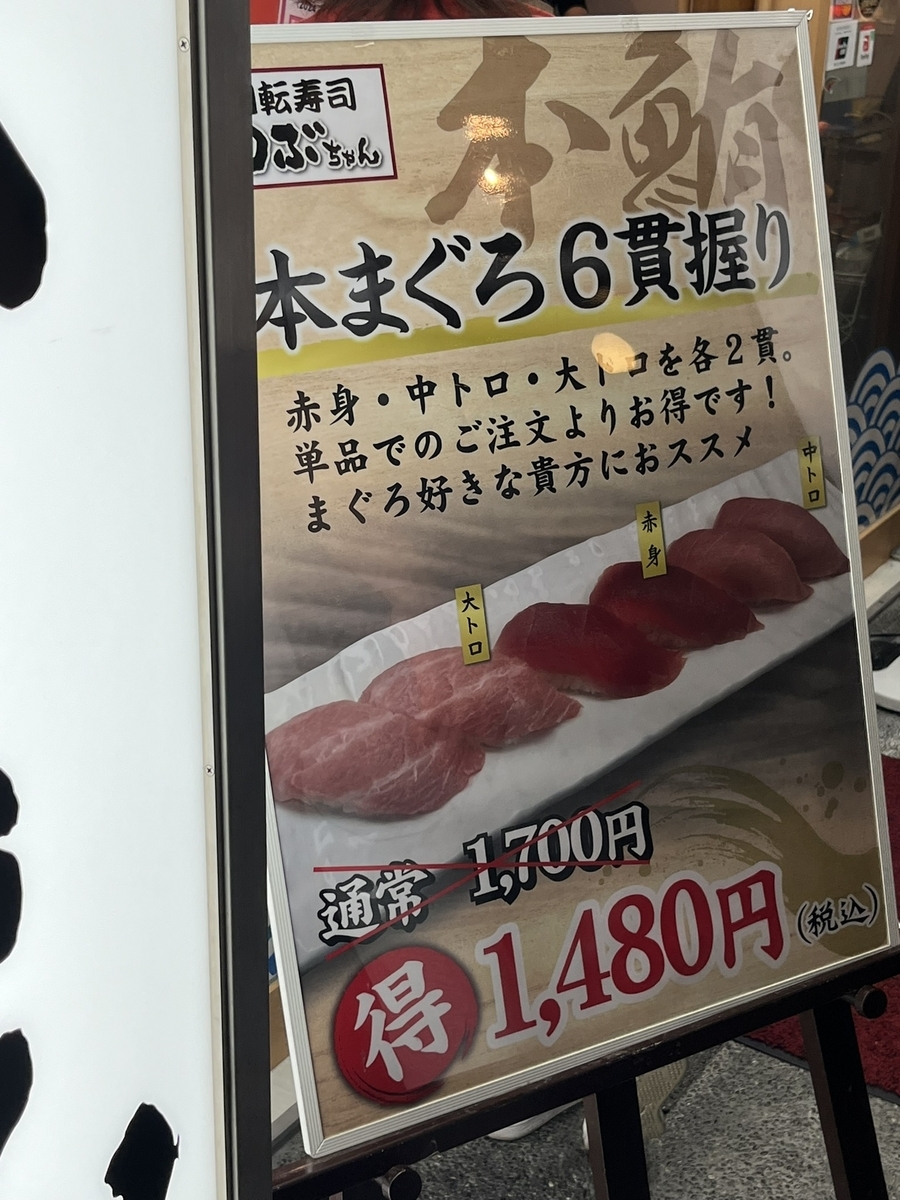 転寿司
ぶちゃん
本鮪
本まぐろ6貫握り
赤身・中トロ・大トロを各2貫。
単品でのご注文よりお得です!
まぐろ好きな貴方におススメ
中トロ
赤身
大トロ
通常 1,700円
得 1,480円(税込)